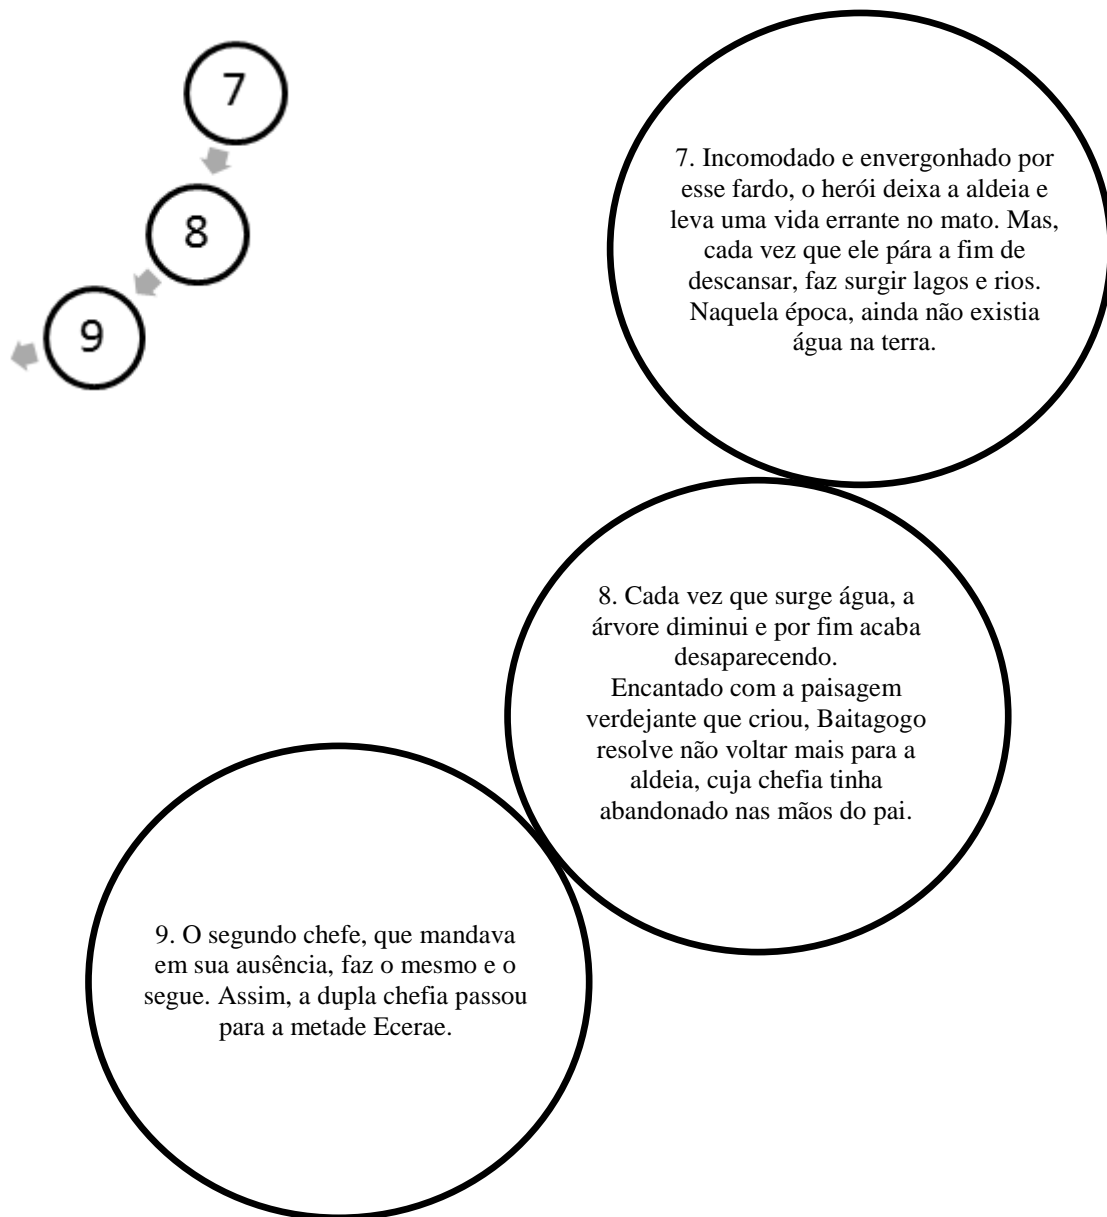 7
8
9
7. Incomodado e envergonhado por
esse fardo, o herói deixa a aldeia e
leva uma vida errante no mato. Mas,
cada vez que ele pára a fim de
descansar, faz surgir lagos e rios.
Naquela época, ainda não existia
água na terra.
8. Cada vez que surge água, a
árvore diminui e por fim acaba
desaparecendo.
Encantado com a paisagem
verdejante que criou, Baitagogo
resolve não voltar mais para a
aldeia, cuja chefia tinha
abandonado nas mãos do pai.
9. O segundo chefe, que mandava
em sua ausência, faz o mesmo e o
segue. Assim, a dupla chefia passou
para a metade Ecerae.